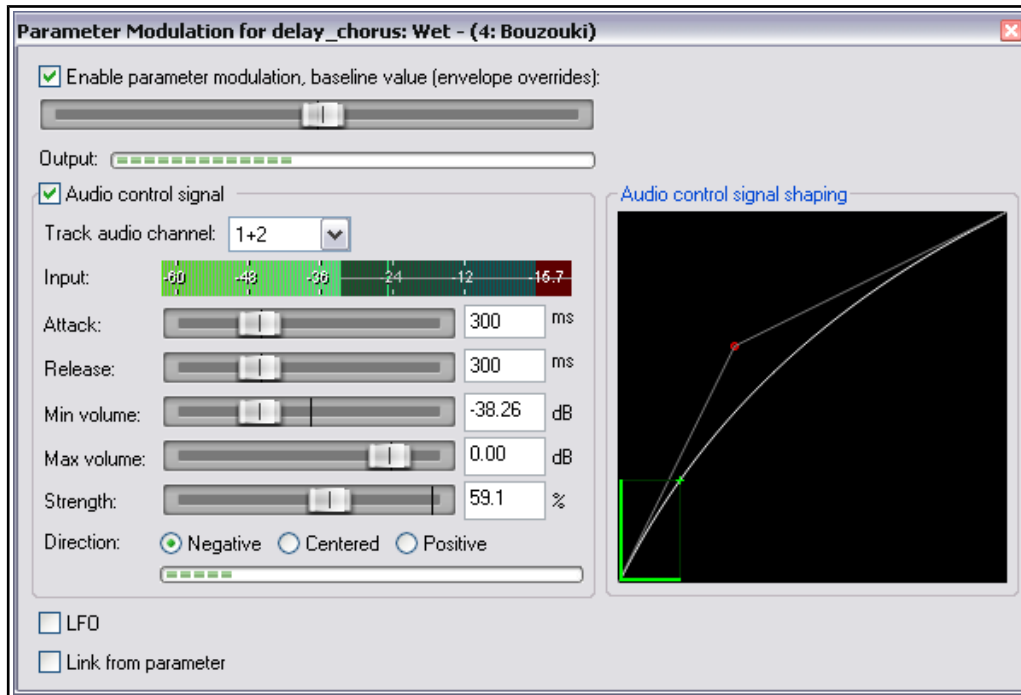 Parameter Modulation for delay_chorus: Wet - (4: Bouzouki)
Enable parameter modulation, baseline value (envelope overrides):
Output:
Audio control signal
Track audio channel: 1+2
Input: -60 -48 -36 -24 -12 -15.7
Attack: 300 ms
Release: 300 ms
Min volume: -38.26 dB
Max volume: 0.00 dB
Strength: 59.1 %
Direction: Negative Centered Positive
Audio control signal shaping
LFO
Link from parameter